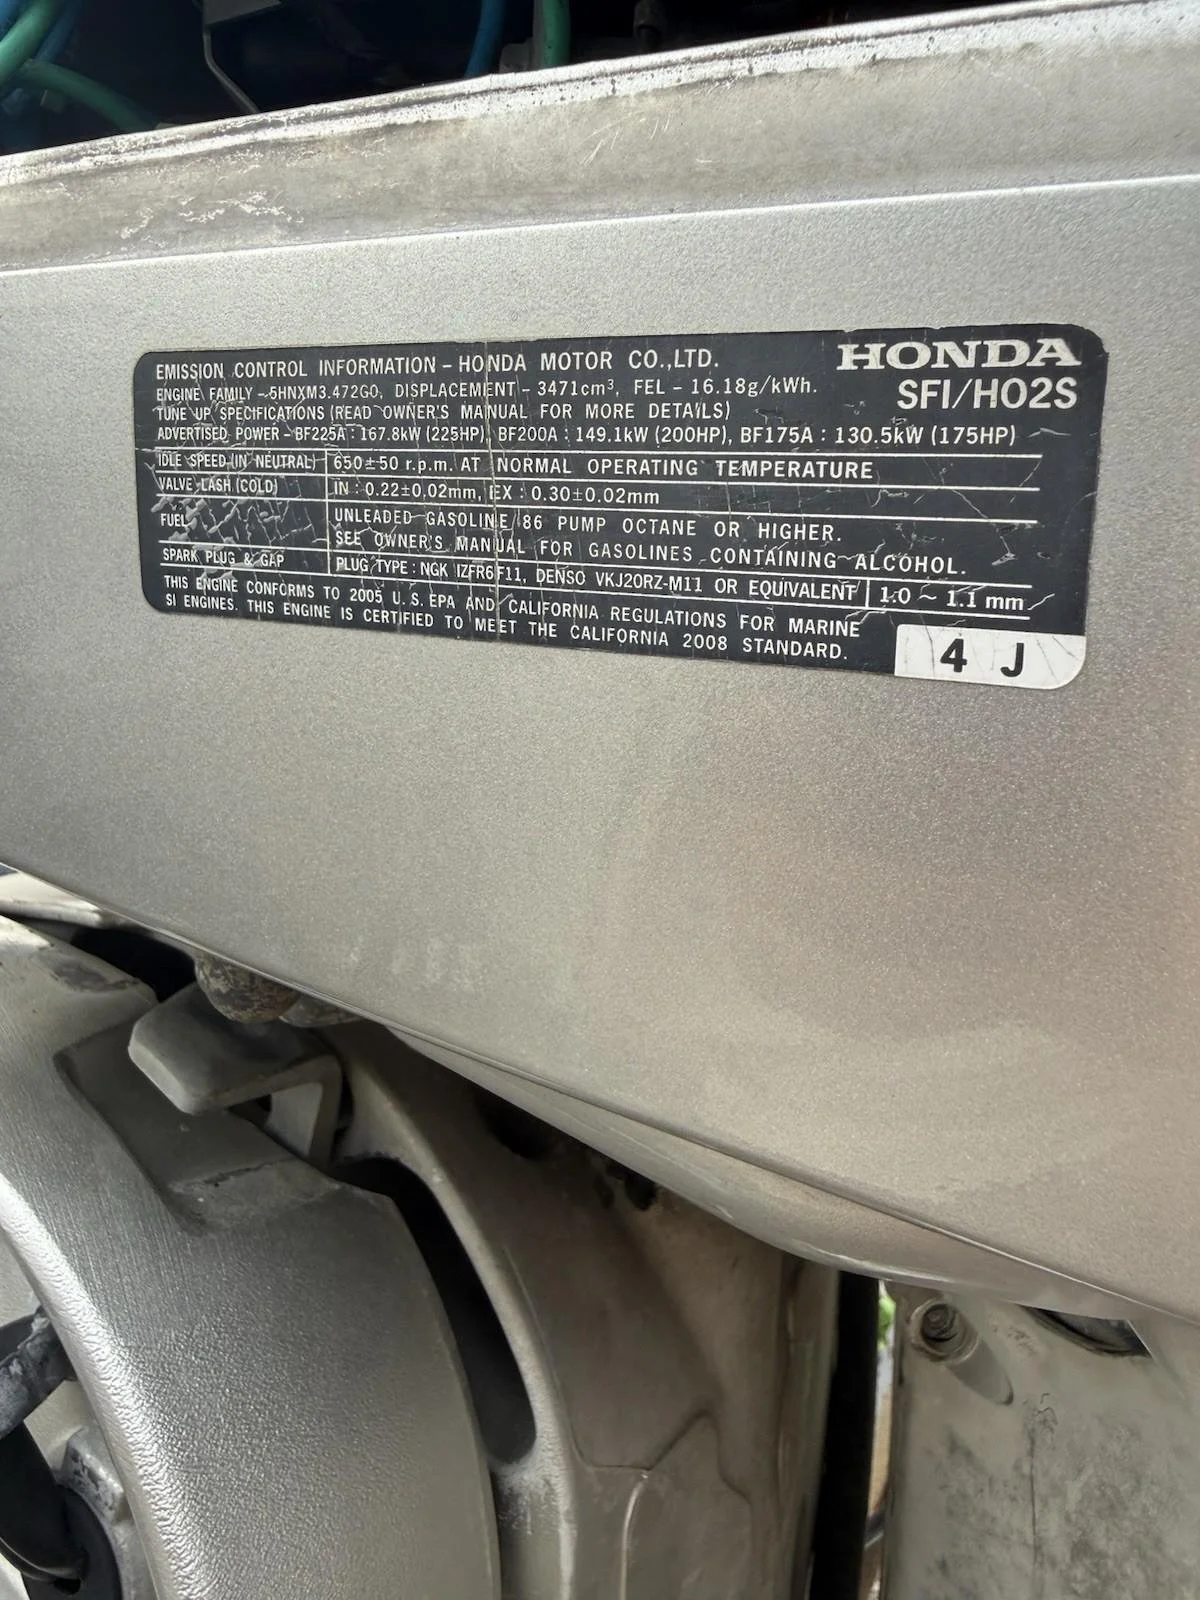 EMISSION CONTROL INFORMATION - HONDA MOTOR CO.,LTD.
HONDA
ENGINE FAMILY - 5HNXM3.472G0, DISPLACEMENT - 3471cm³, FEL - 16.18g/kWh.
SFI/HO2S
TUNE UP SPECIFICATIONS (READ OWNER'S MANUAL FOR MORE DETAILS)
ADVERTISED POWER - BF225A : 167.8kW (225HP), BF200A : 149.1kW (200HP), BF175A : 130.5kW (175HP)
IDLE SPEED (IN NEUTRAL) 650±50 r.p.m. AT NORMAL OPERATING TEMPERATURE
VALVE LASH (COLD) IN : 0.22±0.02mm, EX : 0.30±0.02mm
FUEL UNLEADED GASOLINE 86 PUMP OCTANE OR HIGHER.
SEE OWNER'S MANUAL FOR GASOLINES CONTAINING ALCOHOL.
SPARK PLUG & GAP PLUG TYPE : NGK IZFR6F11, DENSO VKJ20RZ-M11 OR EQUIVALENT 1.0 ~ 1.1 mm
THIS ENGINE CONFORMS TO 2005 U.S. EPA AND CALIFORNIA REGULATIONS FOR MARINE
SI ENGINES. THIS ENGINE IS CERTIFIED TO MEET THE CALIFORNIA 2008 STANDARD.
4 J